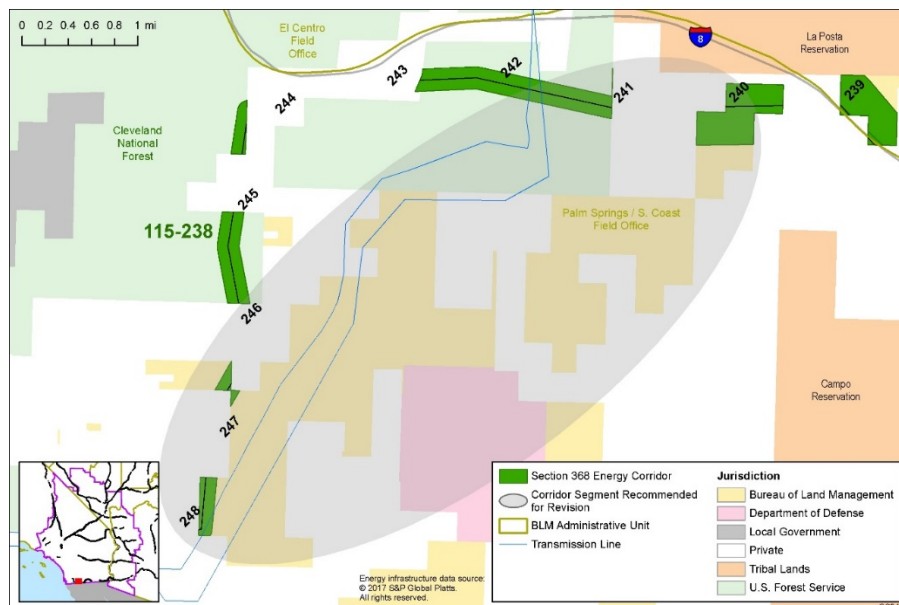 0 0.2 0.4 0.6 0.8 1 mi
El Centro
Field
Office
8
La Posta
Reservation
243
242
241
240
239
244
Cleveland
National
Forest
245
115-238
Palm Springs / S. Coast
Field Office
246
Campo
Reservation
247
248
Section 368 Energy Corridor
Corridor Segment Recommended
for Revision
BLM Administrative Unit
Transmission Line
Jurisdiction
Bureau of Land Management
Department of Defense
Local Government
Private
Tribal Lands
U.S. Forest Service
Energy infrastructure data source:
© 2017 S&P Global Platts.
All rights reserved.